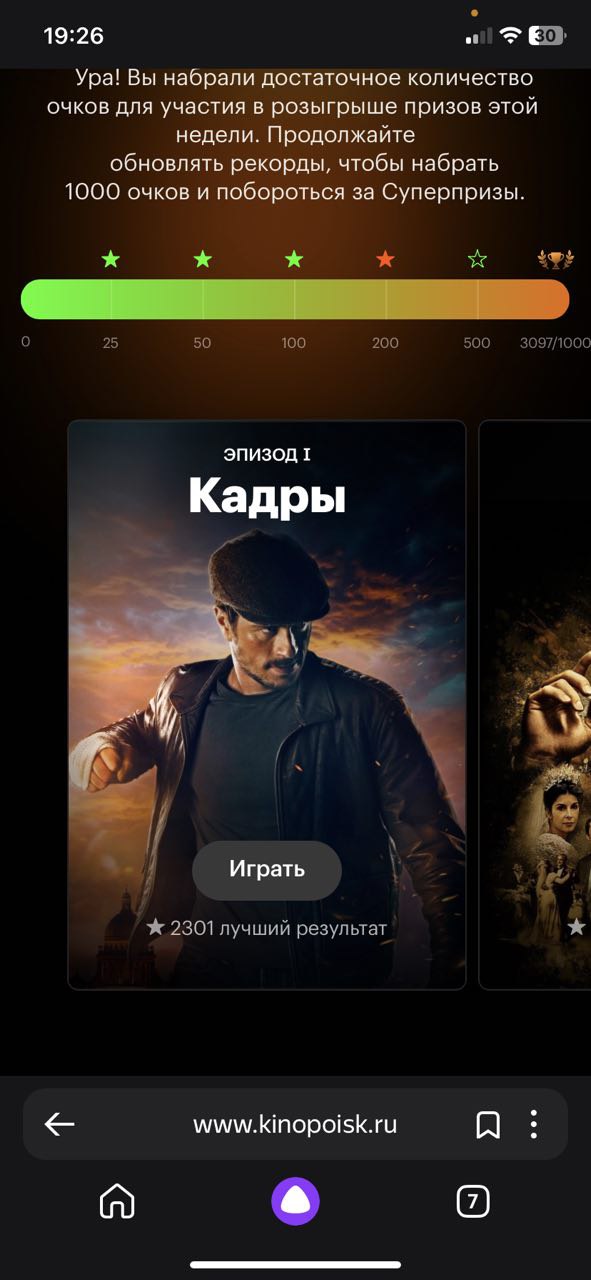 19:26
30
Ура! Вы набрали достаточное количество
очков для участия в розыгрыше призов этой
недели. Продолжайте
обновлять рекорды, чтобы набрать
1000 очков и побороться за Суперпризы.
0 25 50 100 200 500 3097/1000
ЭПИЗОД I
Кадры
Играть
2301 лучший результат
www.kinopoisk.ru
7